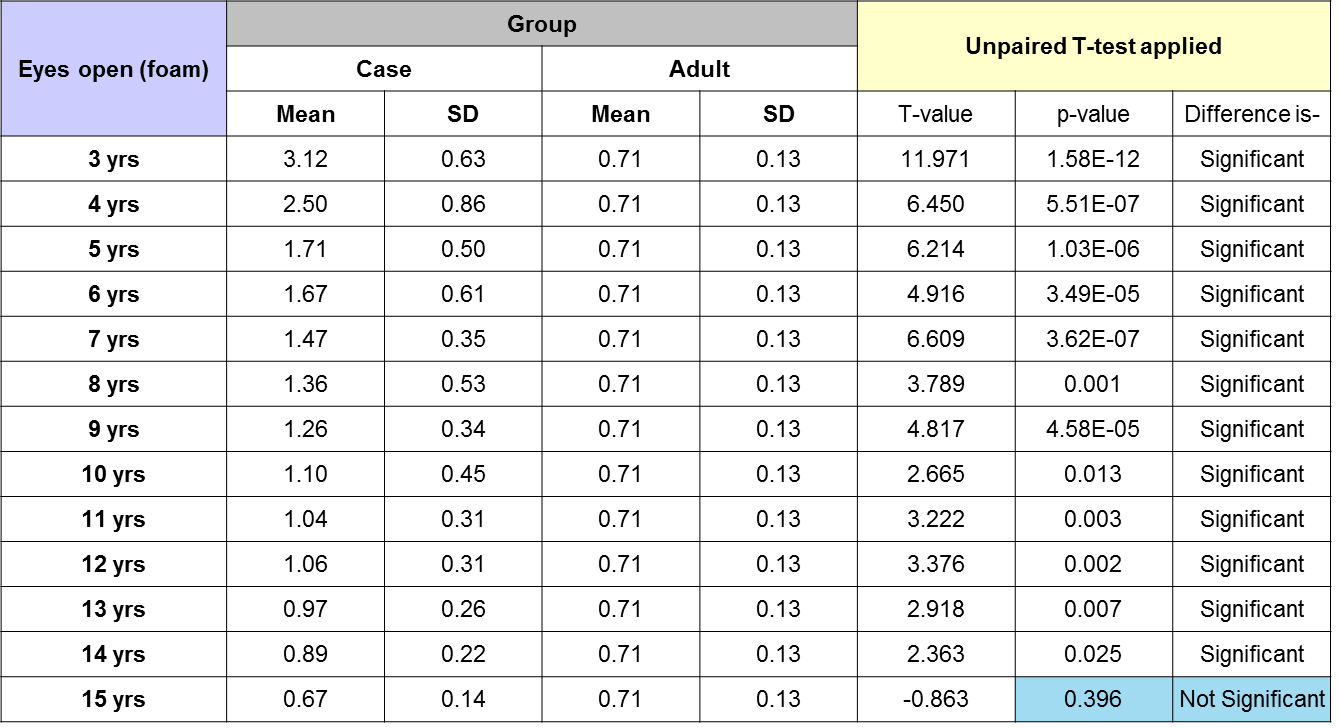 Eyes open (foam) Group Unpaired T-test applied
Case Adult
Mean SD Mean SD T-value p-value Difference is-
3 yrs 3.12 0.63 0.71 0.13 11.971 1.58E-12 Significant
4 yrs 2.50 0.86 0.71 0.13 6.450 5.51E-07 Significant
5 yrs 1.71 0.50 0.71 0.13 6.214 1.03E-06 Significant
6 yrs 1.67 0.61 0.71 0.13 4.916 3.49E-05 Significant
7 yrs 1.47 0.35 0.71 0.13 6.609 3.62E-07 Significant
8 yrs 1.36 0.53 0.71 0.13 3.789 0.001 Significant
9 yrs 1.26 0.34 0.71 0.13 4.817 4.58E-05 Significant
10 yrs 1.10 0.45 0.71 0.13 2.665 0.013 Significant
11 yrs 1.04 0.31 0.71 0.13 3.222 0.003 Significant
12 yrs 1.06 0.31 0.71 0.13 3.376 0.002 Significant
13 yrs 0.97 0.26 0.71 0.13 2.918 0.007 Significant
14 yrs 0.89 0.22 0.71 0.13 2.363 0.025 Significant
15 yrs 0.67 0.14 0.71 0.13 -0.863 0.396 Not Significant